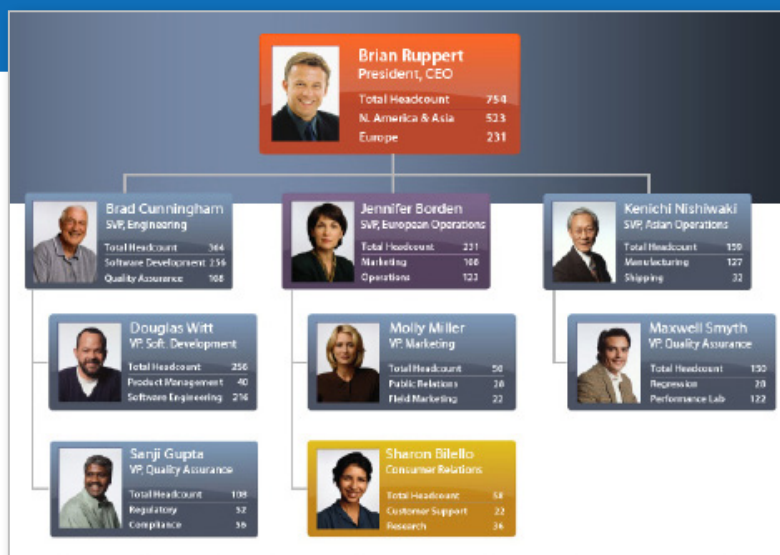 Brian Ruppert
President, CEO
Total Headcount 754
N. America & Asia 523
Europe 231
Brad Cunningham
SVP, Engineering
Total Headcount 364
Software Development 256
Quality Assurance 108
Jennifer Borden
SVP, European Operations
Total Headcount 231
Marketing 108
Operations 123
Kenichi Nishiwaki
SVP, Asian Operations
Total Headcount 159
Manufacturing 127
Shipping 32
Douglas Witt
VP, Soft. Development
Total Headcount 256
Product Management 40
Software Engineering 216
Molly Miller
VP, Marketing
Total Headcount 50
Public Relations 28
Field Marketing 22
Maxwell Smyth
VP, Quality Assurance
Total Headcount 150
Regression 28
Performance Lab 122
Sanji Gupta
VP, Quality Assurance
Total Headcount 108
Regulatory 52
Compliance 56
Sharon Bilello
Consumer Relations
Total Headcount 58
Customer Support 22
Research 36